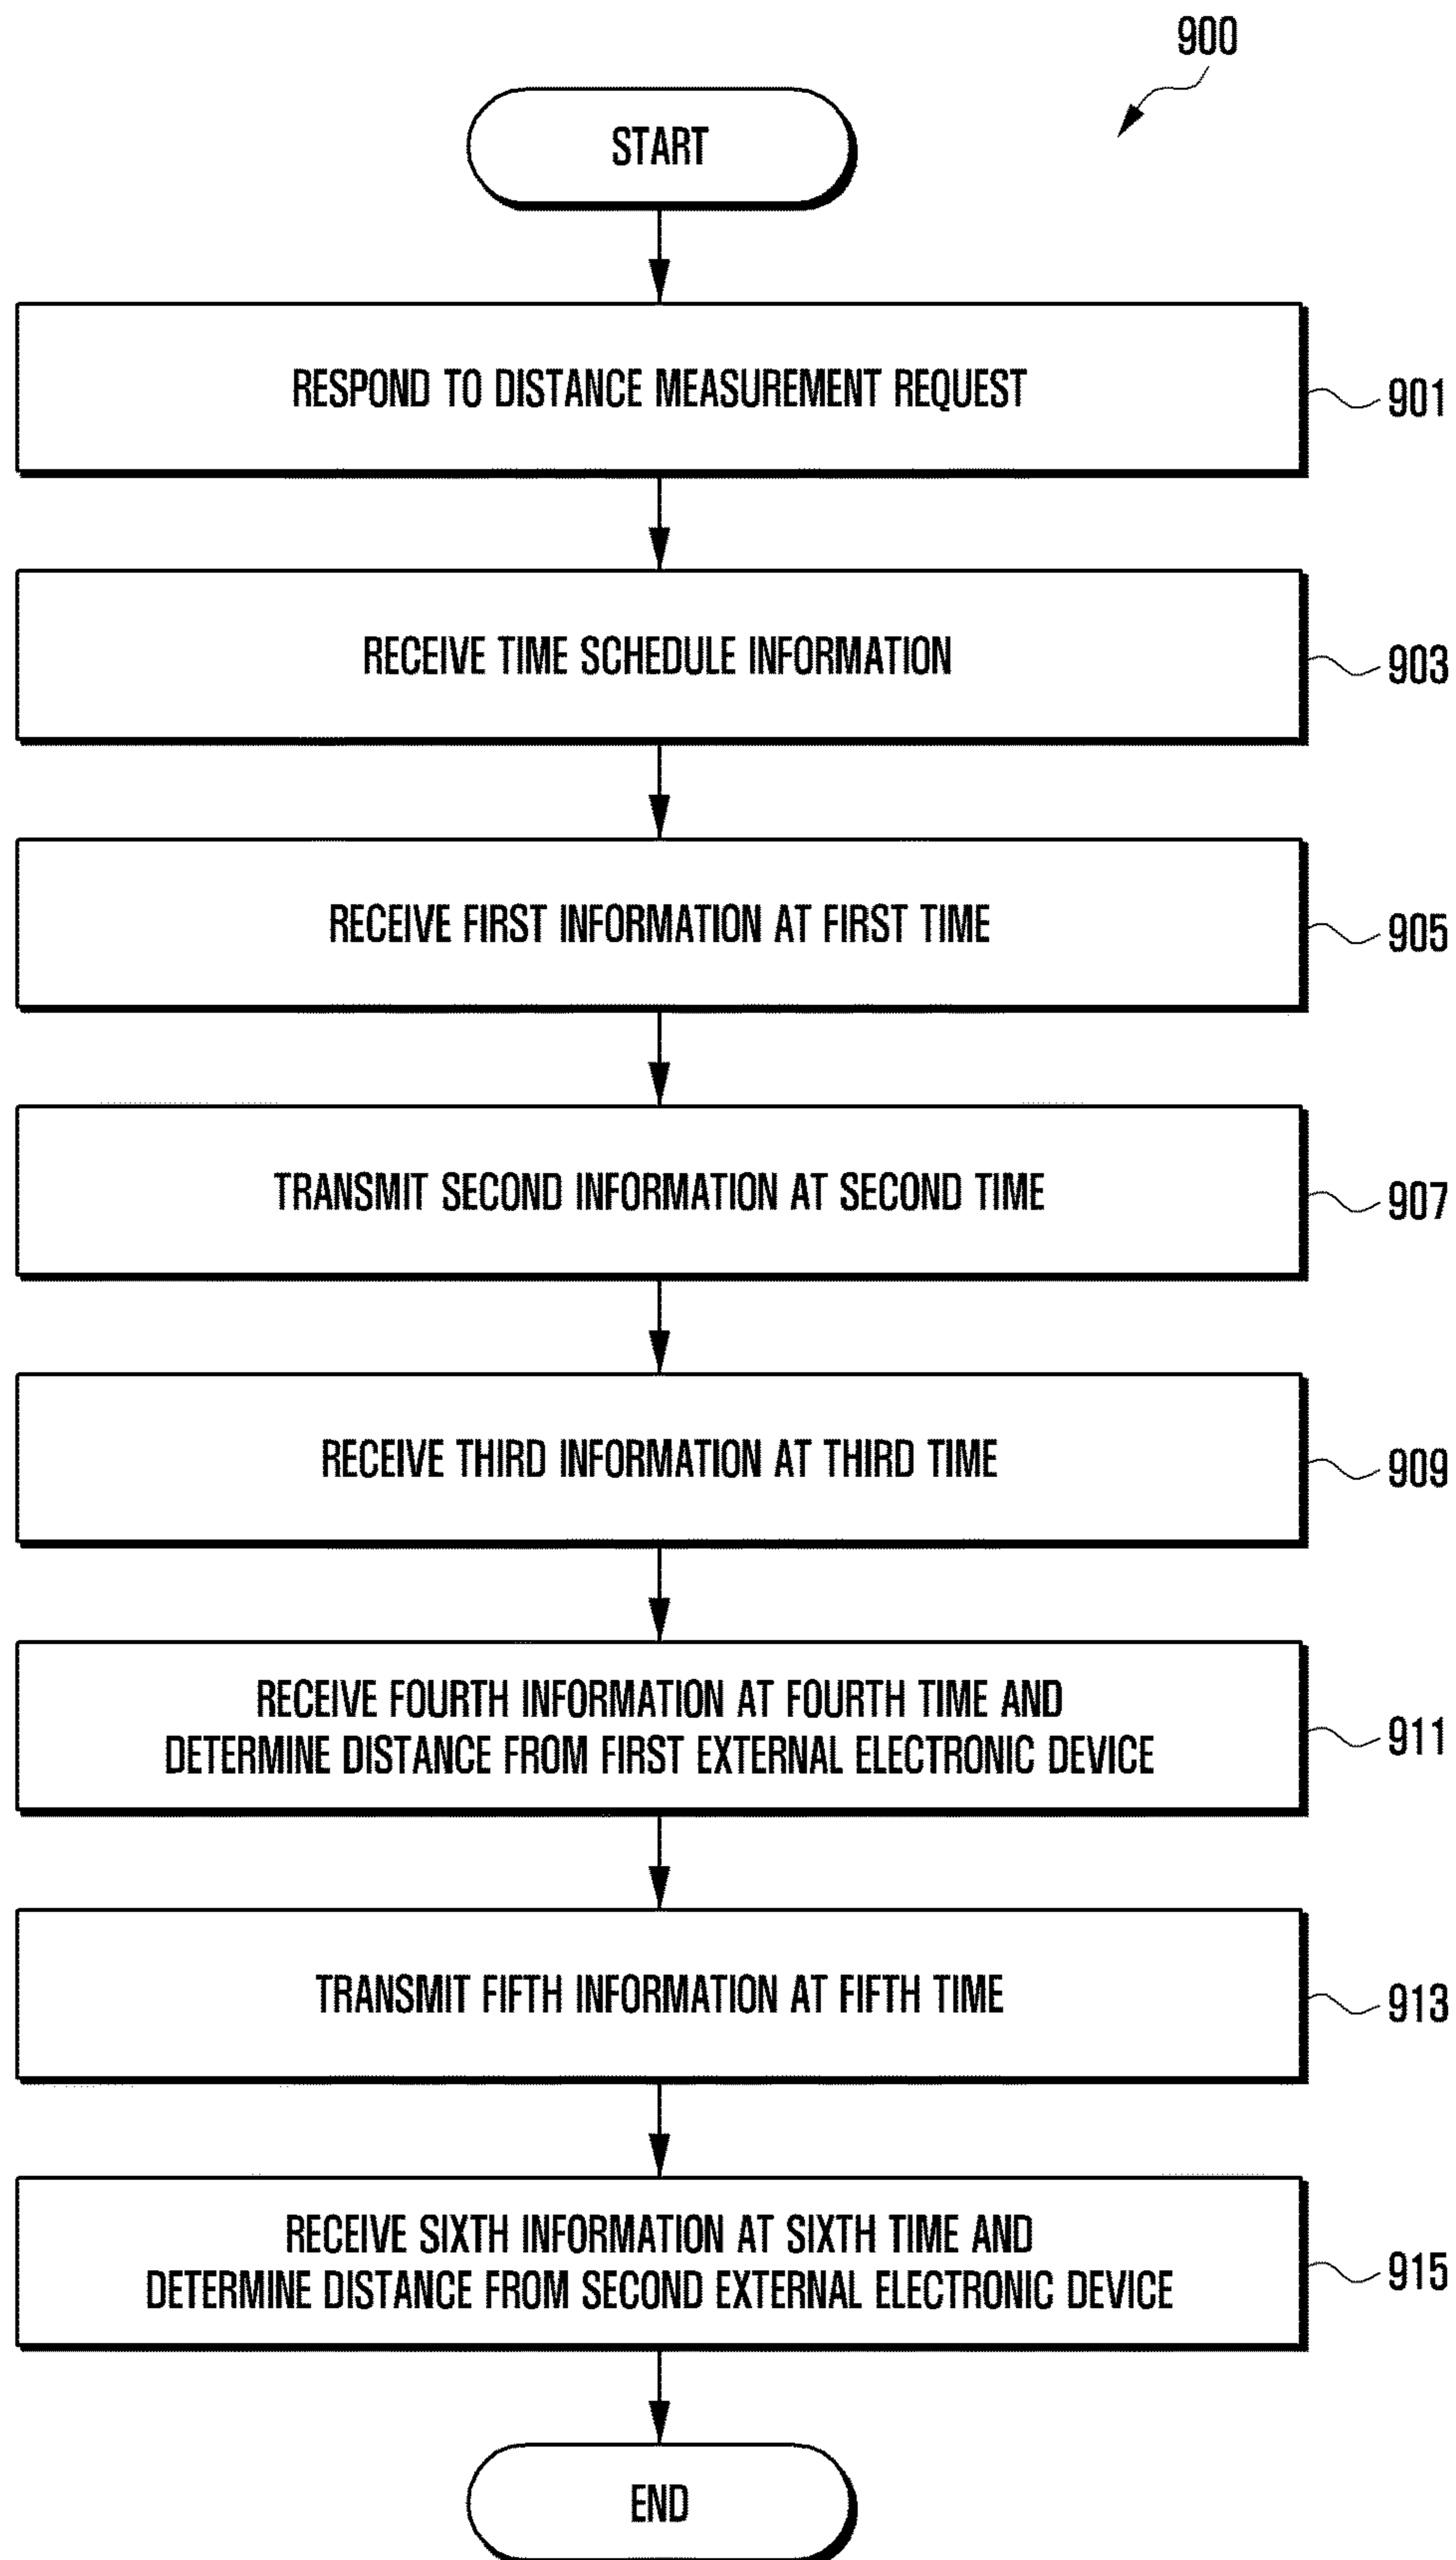 900
START
RESPOND TO DISTANCE MEASUREMENT REQUEST
901
RECEIVE TIME SCHEDULE INFORMATION
903
RECEIVE FIRST INFORMATION AT FIRST TIME
905
TRANSMIT SECOND INFORMATION AT SECOND TIME
907
RECEIVE THIRD INFORMATION AT THIRD TIME
909
RECEIVE FOURTH INFORMATION AT FOURTH TIME AND
DETERMINE DISTANCE FROM FIRST EXTERNAL ELECTRONIC DEVICE
911
TRANSMIT FIFTH INFORMATION AT FIFTH TIME
913
RECEIVE SIXTH INFORMATION AT SIXTH TIME AND
DETERMINE DISTANCE FROM SECOND EXTERNAL ELECTRONIC DEVICE
915
END